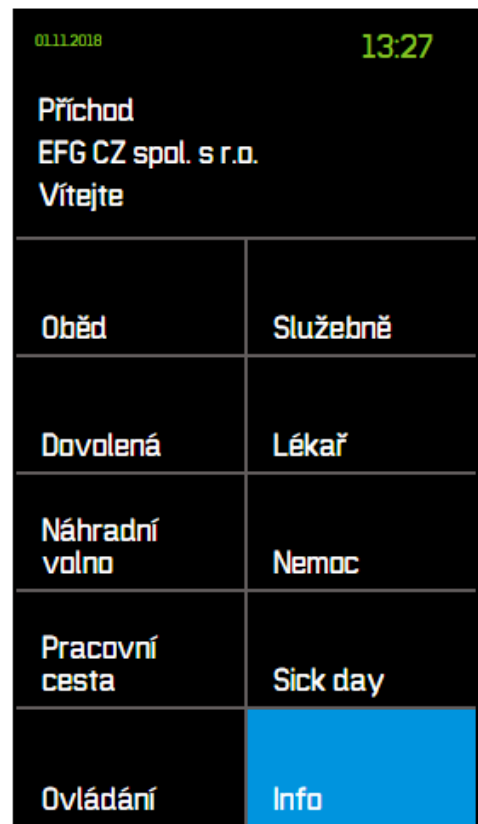 01.11.2018 13:27
Příchod
EFG CZ spol. s r.o.
Vítejte
Oběd Služebně
Dovolená Lékař
Náhradní
volno Nemoc
Pracovní
cesta Sick day
Ovládání Info